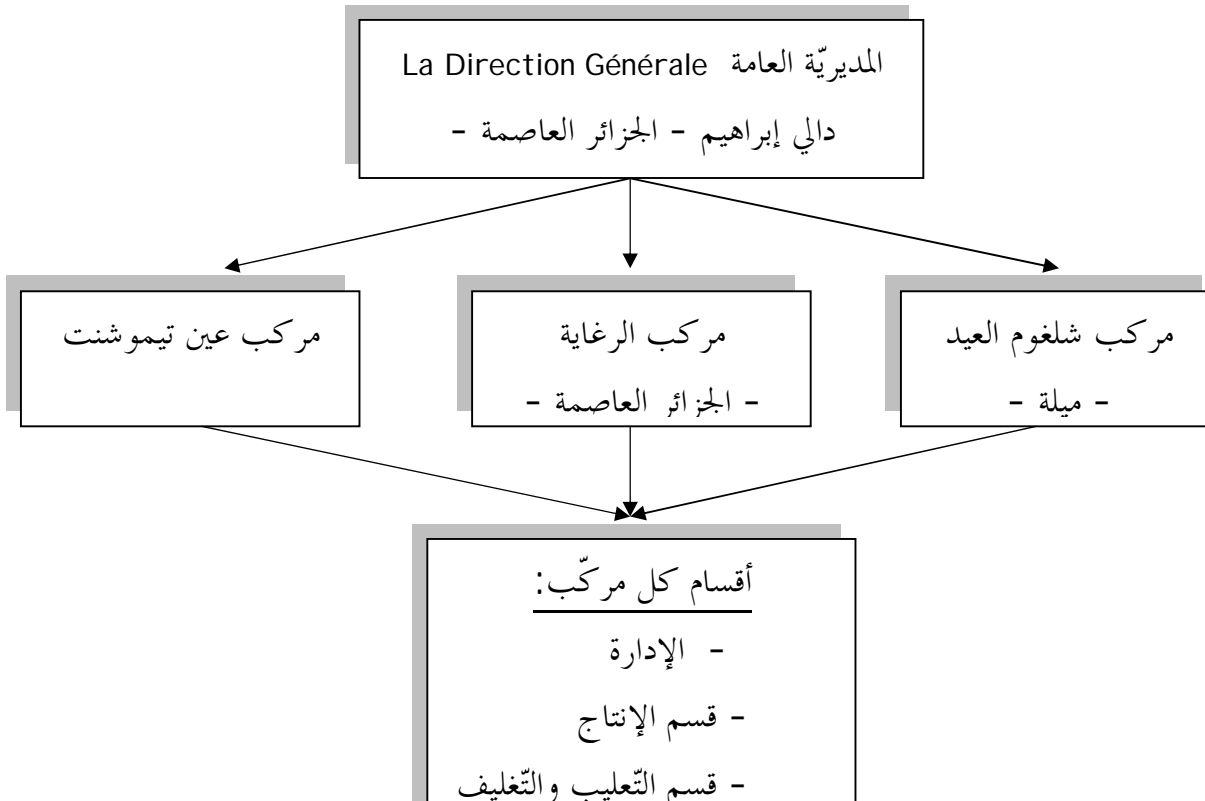 المديريّة العامة La Direction Générale
دالي إبراهيم - الجزائر العاصمة -
مركب شلغوم العيد
- ميلة -
مركب الرغاية
- الجزائر العاصمة -
مركب عين تيموشنت
أقسام كل مركّب:
- الإدارة
- قسم الإنتاج
- قسم التّعليب والتّغليف